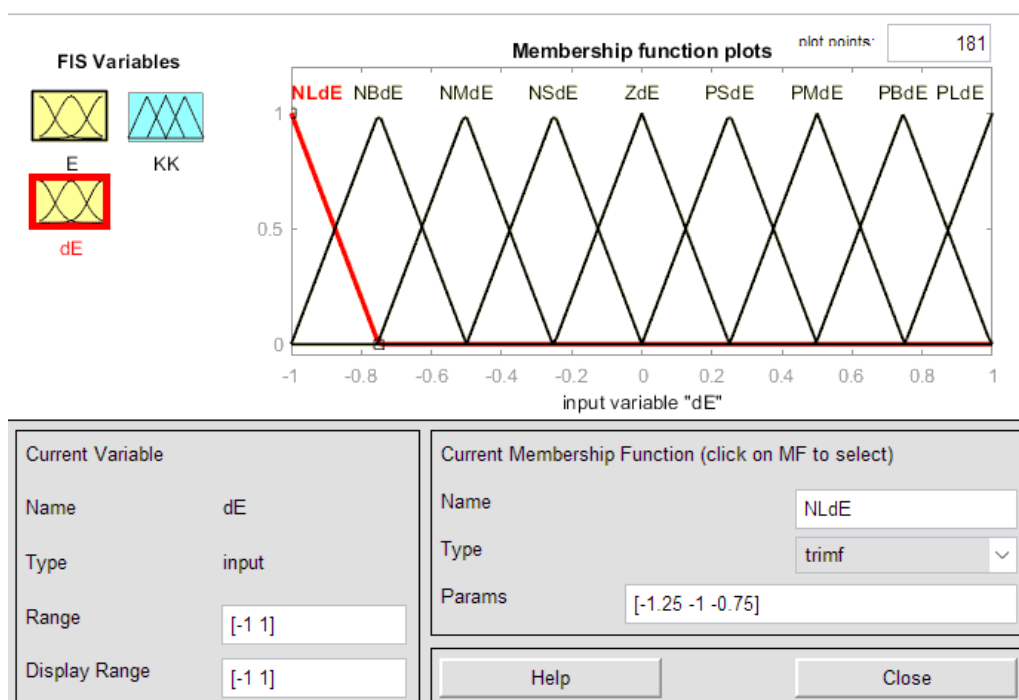 FIS Variables
E
KK
dE
Membership function plots
plot points:
181
NLdE NBdE NMdE NSdE ZdE PSdE PMdE PBdE PLdE
1
0.5
0
-1 -0.8 -0.6 -0.4 -0.2 0 0.2 0.4 0.6 0.8 1
input variable "dE"
Current Variable
Name dE
Type input
Range [-1 1]
Display Range [-1 1]
Current Membership Function (click on MF to select)
Name NLdE
Type trimf
Params [-1.25 -1 -0.75]
Help Close